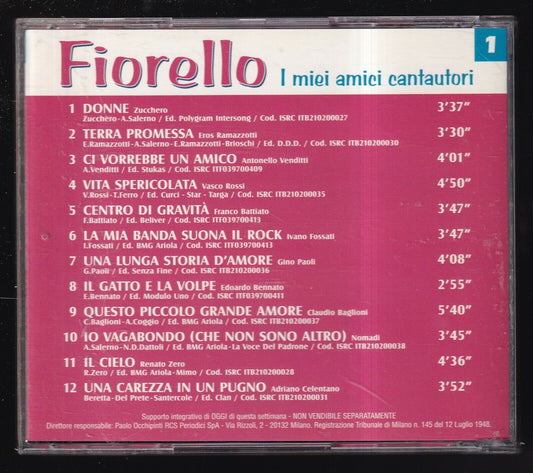 1
Fiorello I miei amici cantautori
1 DONNE Zucchero 3'37"
Zucchero-A.Salerno / Ed. Polygram Intersong / Cod. ISRC ITB210200027
2 TERRA PROMESSA Eros Ramazzotti 3'30"
E.Ramazzotti-A.Salerno-E.Ramazzotti-Brioschi / Ed. D.D.D. / Cod. ISRC ITB210200030
3 CI VORREBBE UN AMICO Antonello Venditti 4'01"
A.Venditti / Ed. Stukas / Cod. ISRC ITF039700409
4 VITA SPERICOLATA Vasco Rossi 4'50"
V.Rossi-T.Ferro / Ed. Curci - Star - Targa / Cod. ISRC ITB210200035
5 CENTRO DI GRAVITÀ Franco Battiato 3'47"
F.Battiato / Ed. Beliver / Cod. ISRC ITF039700413
6 LA MIA BANDA SUONA IL ROCK Ivano Fossati 3'47"
I.Fossati / Ed. BMG Ariola / Cod. ISRC ITF039700413
7 UNA LUNGA STORIA D'AMORE Gino Paoli 4'08"
G.Paoli / Ed. Senza Fine / Cod. ISRC ITB210200036
8 IL GATTO E LA VOLPE Edoardo Bennato 2'55"
E.Bennato / Ed. Modulo Uno / Cod. ISRC ITF039700411
9 QUESTO PICCOLO GRANDE AMORE Claudio Baglioni 5'40"
C.Baglioni-A.Coggio / Ed. BMG Ariola / Cod. ISRC ITB210200037
10 IO VAGABONDO (CHE NON SONO ALTRO) Nomadi 3'45"
A.Salerno-N.D.Dattoli / Ed. BMG Ariola-La Voce Del Padrone / Cod. ISRC ITB210200038
11 IL CIELO Renato Zero 4'36"
R.Zero / Ed. BMG Ariola-Mimo / Cod. ISRC ITB210200028
12 UNA CAREZZA IN UN PUGNO Adriano Celentano 3'52"
Beretta-Del Prete-Santercole / Ed. Clan / Cod. ISRC ITB210200031
Supporto integrativo di OGGI di questa settimana - NON VENDIBILE SEPARATAMENTE
Direttore responsabile: Paolo Occhipinti RCS Periodici SpA - Via Rizzoli, 2 - 20132 Milano. Registrazione Tribunale di Milano n. 145 del 12 Luglio 1948.